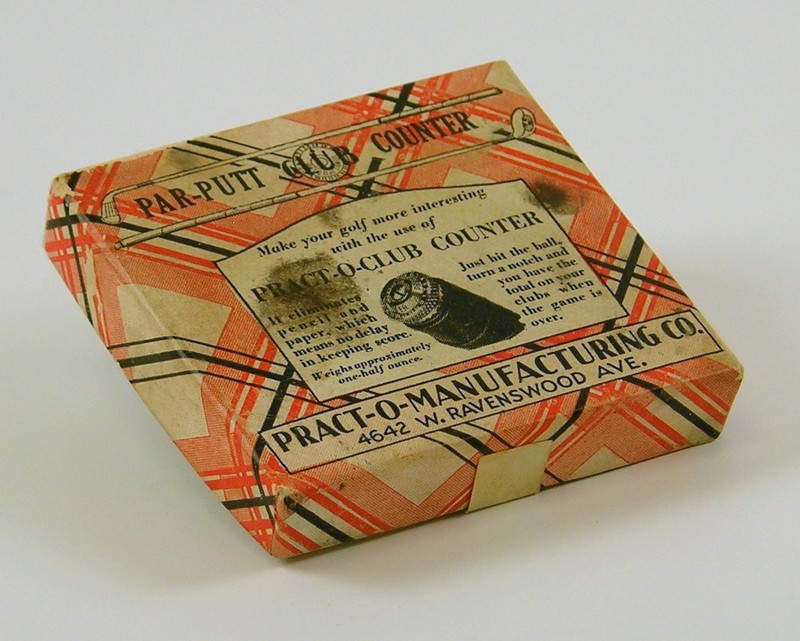 PAR-PUTT CLUB COUNTER
Make your golf more interesting
with the use of
PRACT-O-CLUB COUNTER
It eliminates
pencil and
paper, which
means no delay
in keeping score.
Weighs approximately
one-half ounce.
Just hit the ball,
turn a notch and
you have the
total on your
clubs when
the game is
over.
PRACT-O-MANUFACTURING CO.
4642 W. RAVENSWOOD AVE.